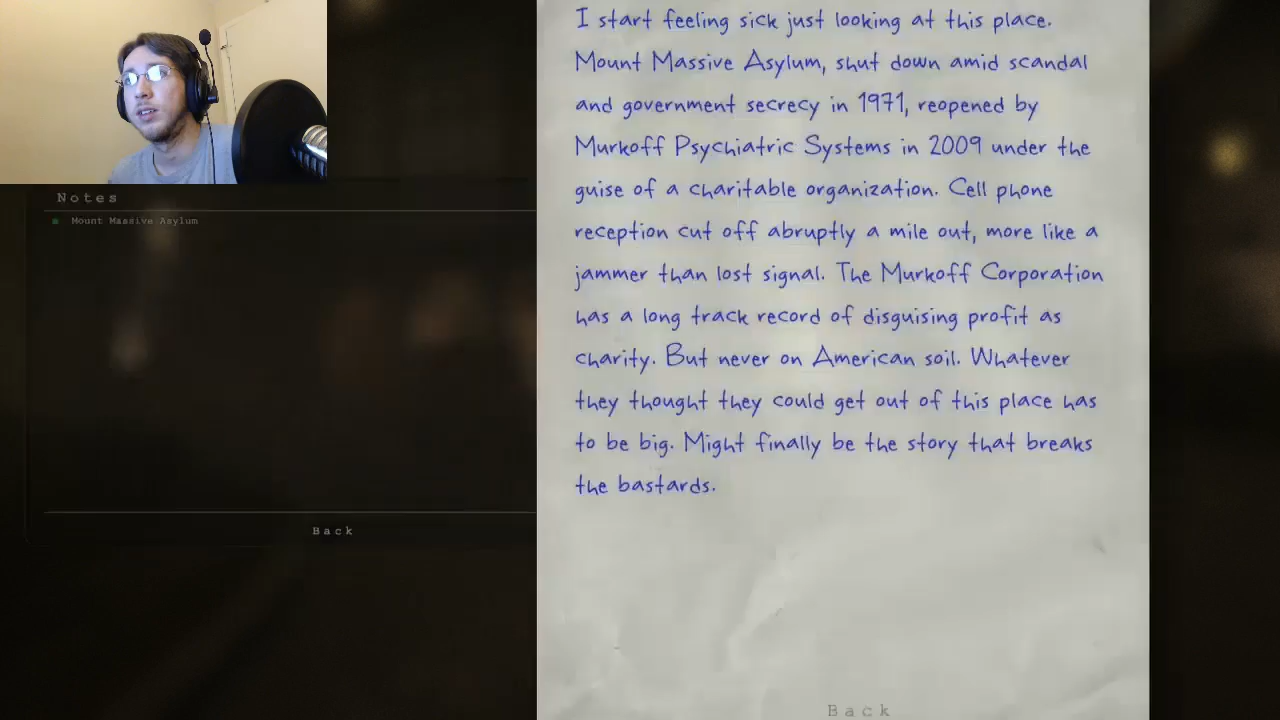 I start feeling sick just looking at this place.
Mount Massive Asylum, shut down amid scandal
and government secrecy in 1971, reopened by
Murkoff Psychiatric Systems in 2009 under the
guise of a charitable organization. Cell phone
reception cut off abruptly a mile out, more like a
jammer than lost signal. The Murkoff Corporation
has a long track record of disguising profit as
charity. But never on American soil. Whatever
they thought they could get out of this place has
to be big. Might finally be the story that breaks
the bastards.
Notes
Mount Massive Asylum
Back
Back